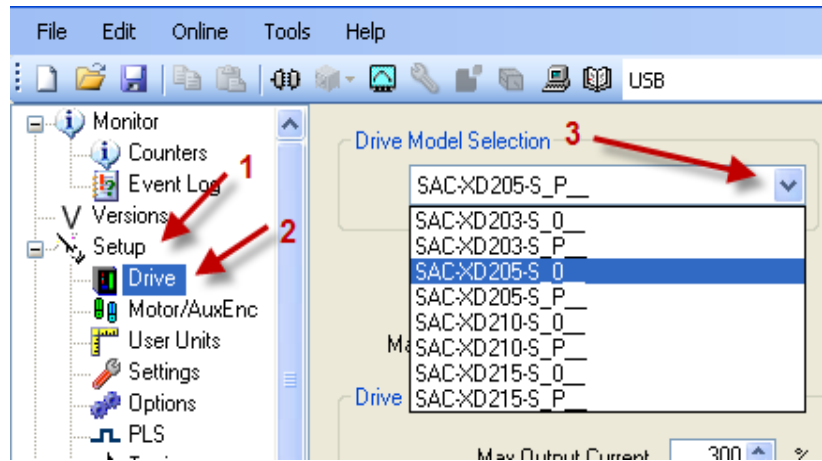 File Edit Online Tools Help
USB
Monitor
Counters
Event Log
Versions
Setup
Drive
Motor/AuxEnc
User Units
Settings
Options
PLS
1
2
Drive Model Selection
3
SAC-XD205-S_P__
SAC-XD203-S_0__
SAC-XD203-S_P__
SAC-XD205-S_0__
SAC-XD205-S_P__
SAC-XD210-S_0__
SAC-XD210-S_P__
SAC-XD215-S_0__
SAC-XD215-S_P__
Drive
Max Output Current 300 %